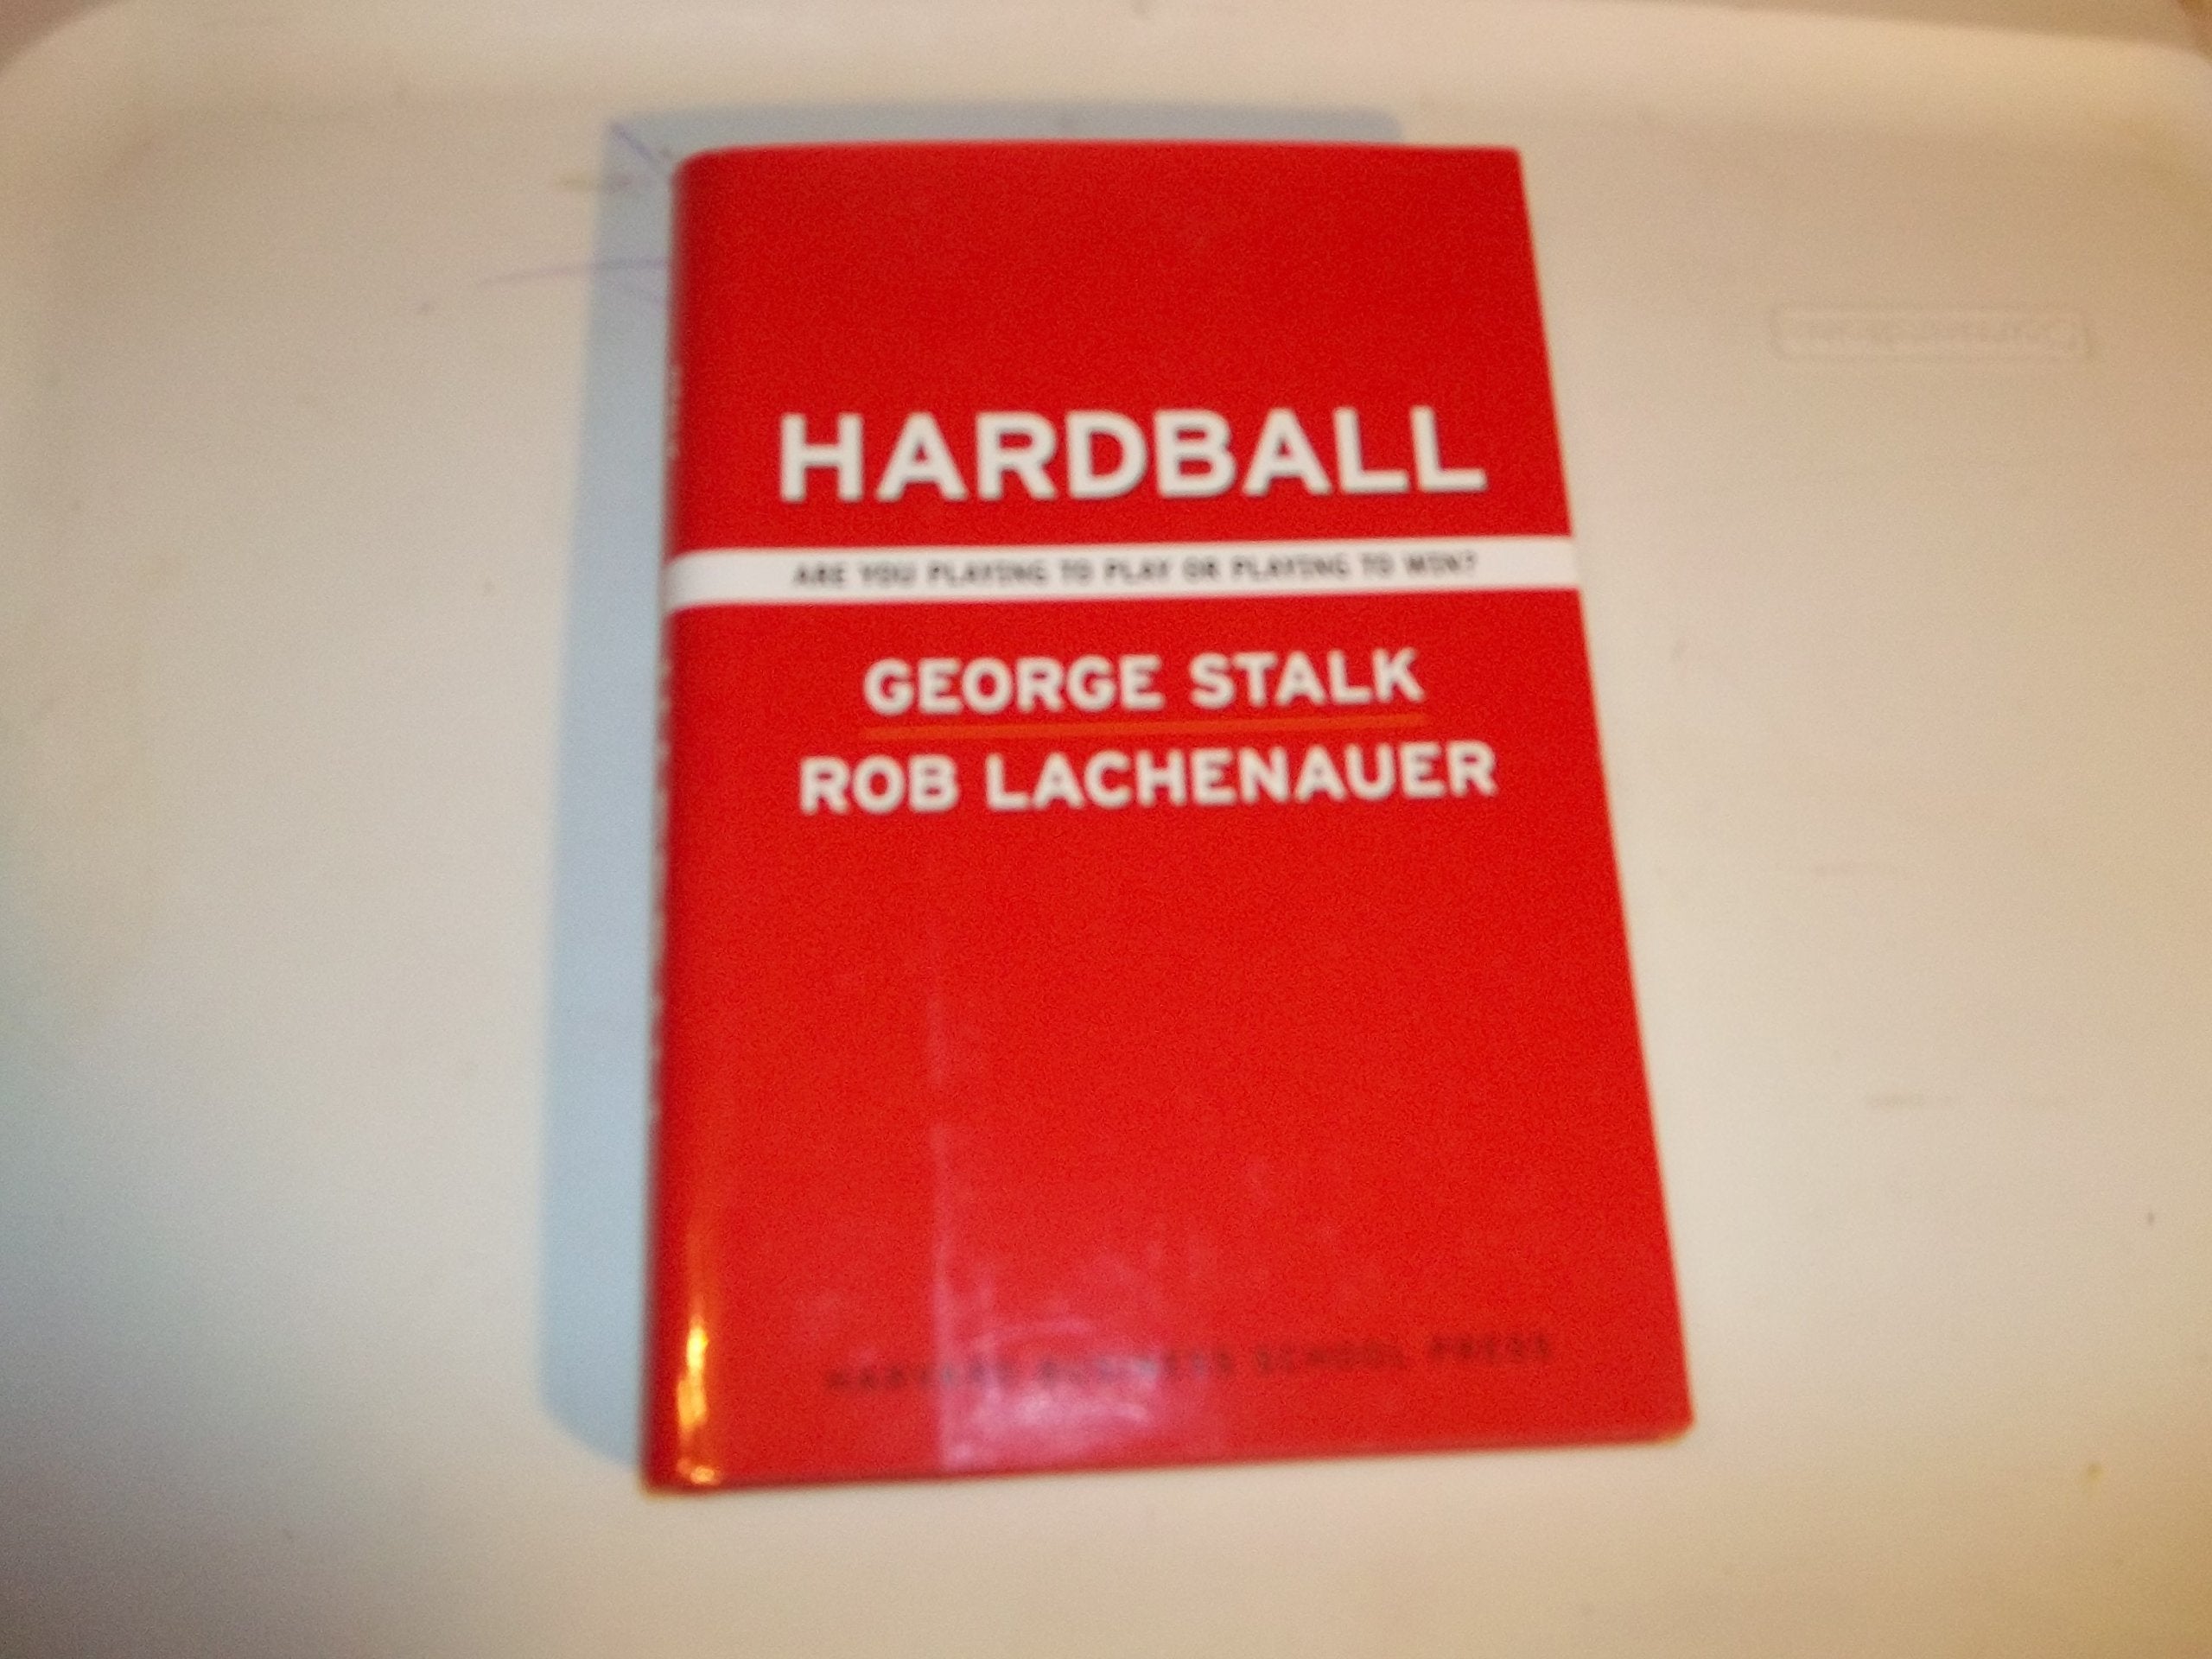 HARDBALL
ARE YOU PLAYING TO PLAY OR PLAYING TO WIN?
GEORGE STALK
ROB LACHENAUER
HARVARD BUSINESS SCHOOL PRESS